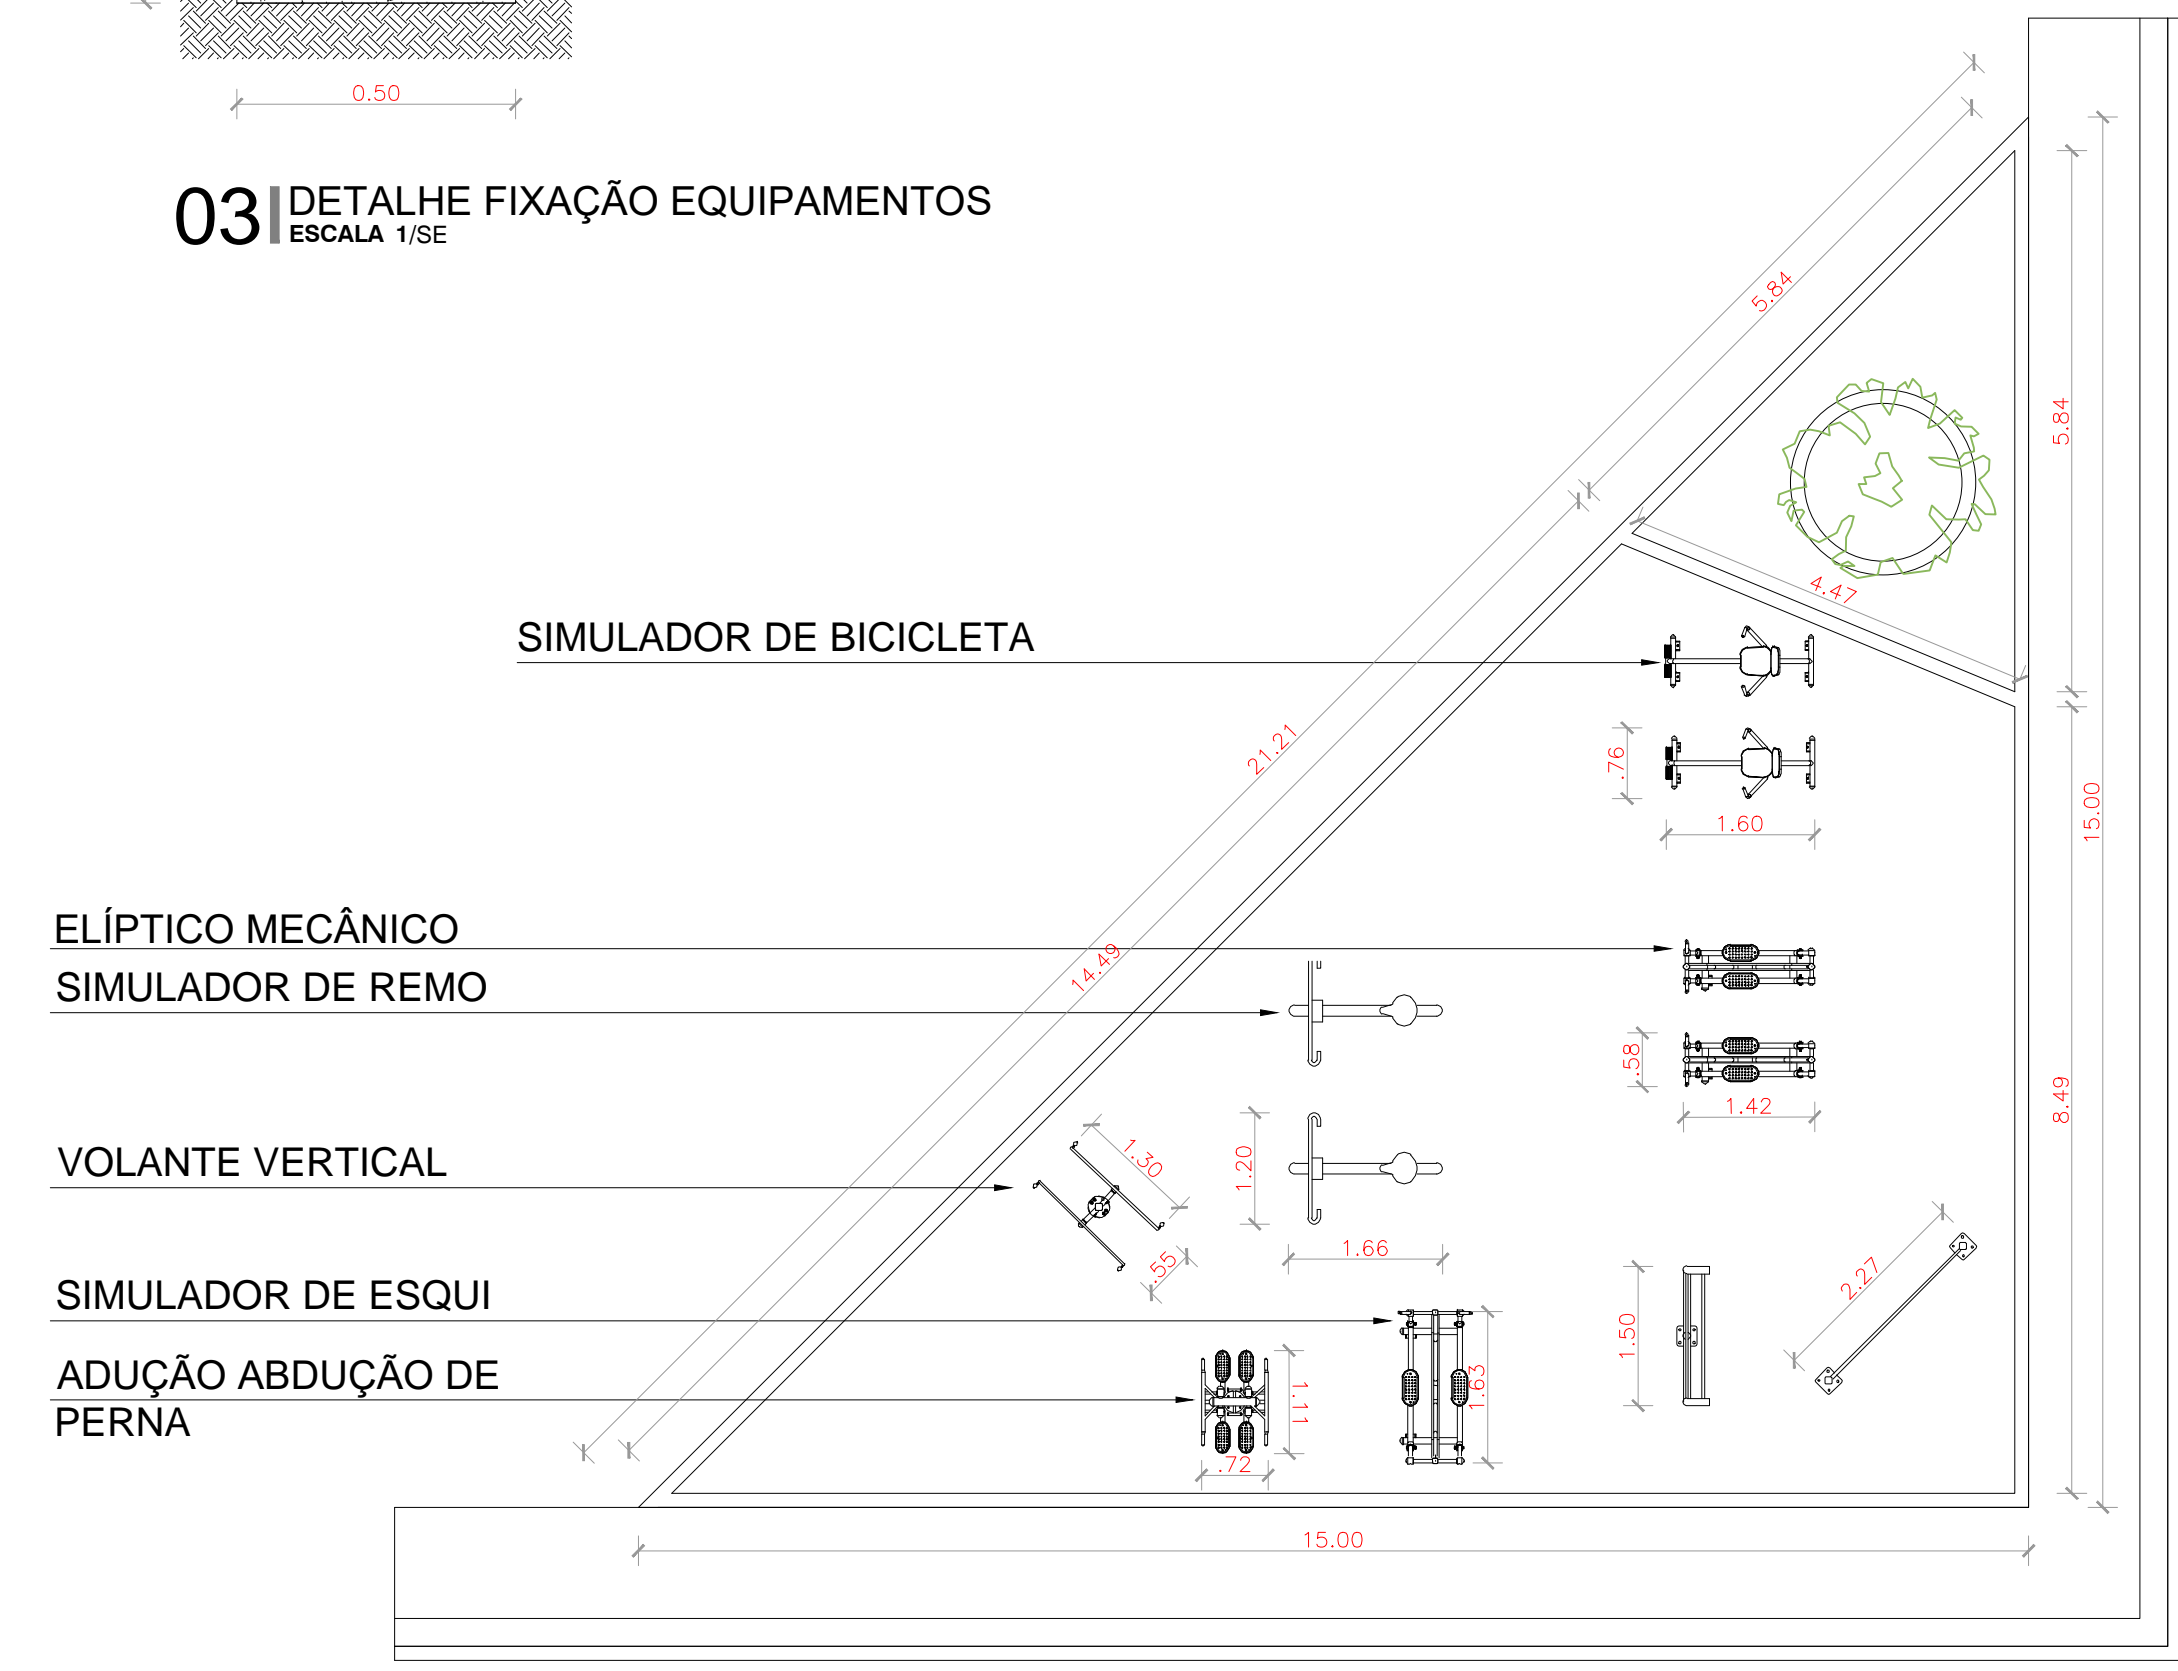 0.50
03 DETALHE FIXAÇÃO EQUIPAMENTOS
ESCALA 1/SE
5.84
5.84
4.47
SIMULADOR DE BICICLETA
21.21
.76
15.00
1.60
ELÍPTICO MECÂNICO
14.49
SIMULADOR DE REMO
.58
1.42
8.49
VOLANTE VERTICAL
1.30
1.20
1.66
.55
2.27
SIMULADOR DE ESQUI
1.50
1.63
ADUÇÃO ABDUÇÃO DE
PERNA
1.11
.72
15.00